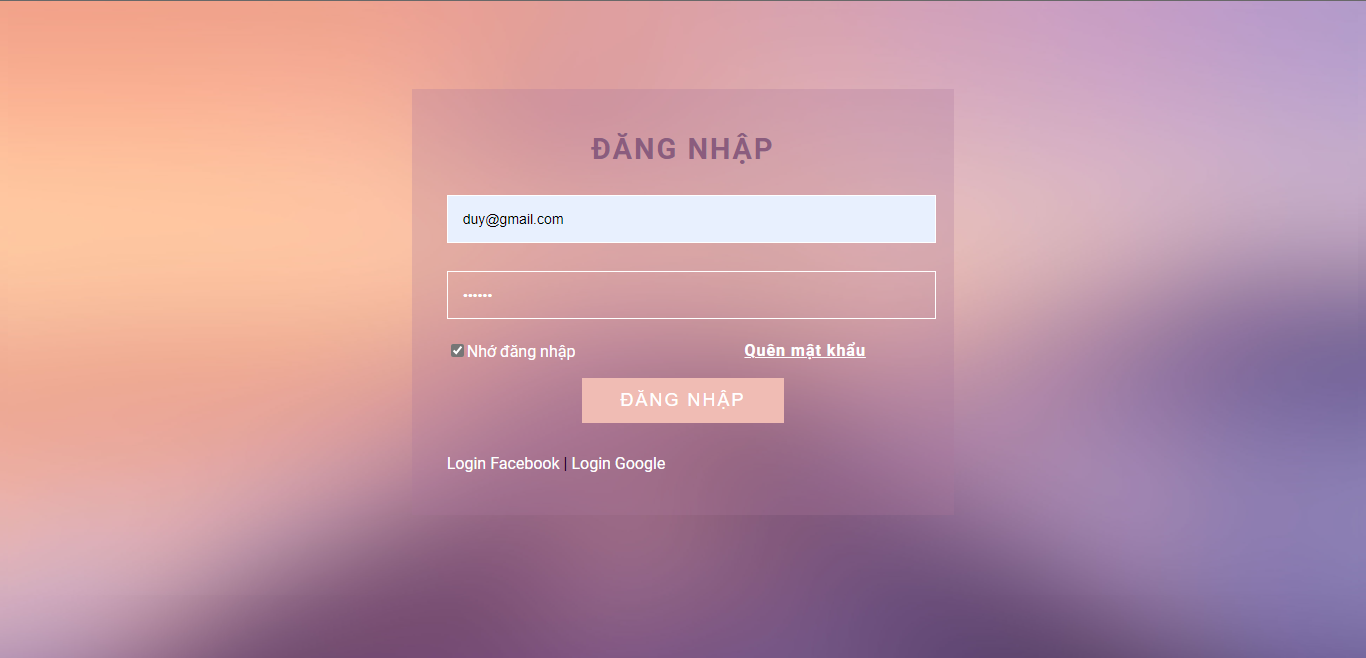 ĐĂNG NHẬP
duy@gmail.com
••••••
Nhớ đăng nhập Quên mật khẩu
ĐĂNG NHẬP
Login Facebook | Login Google